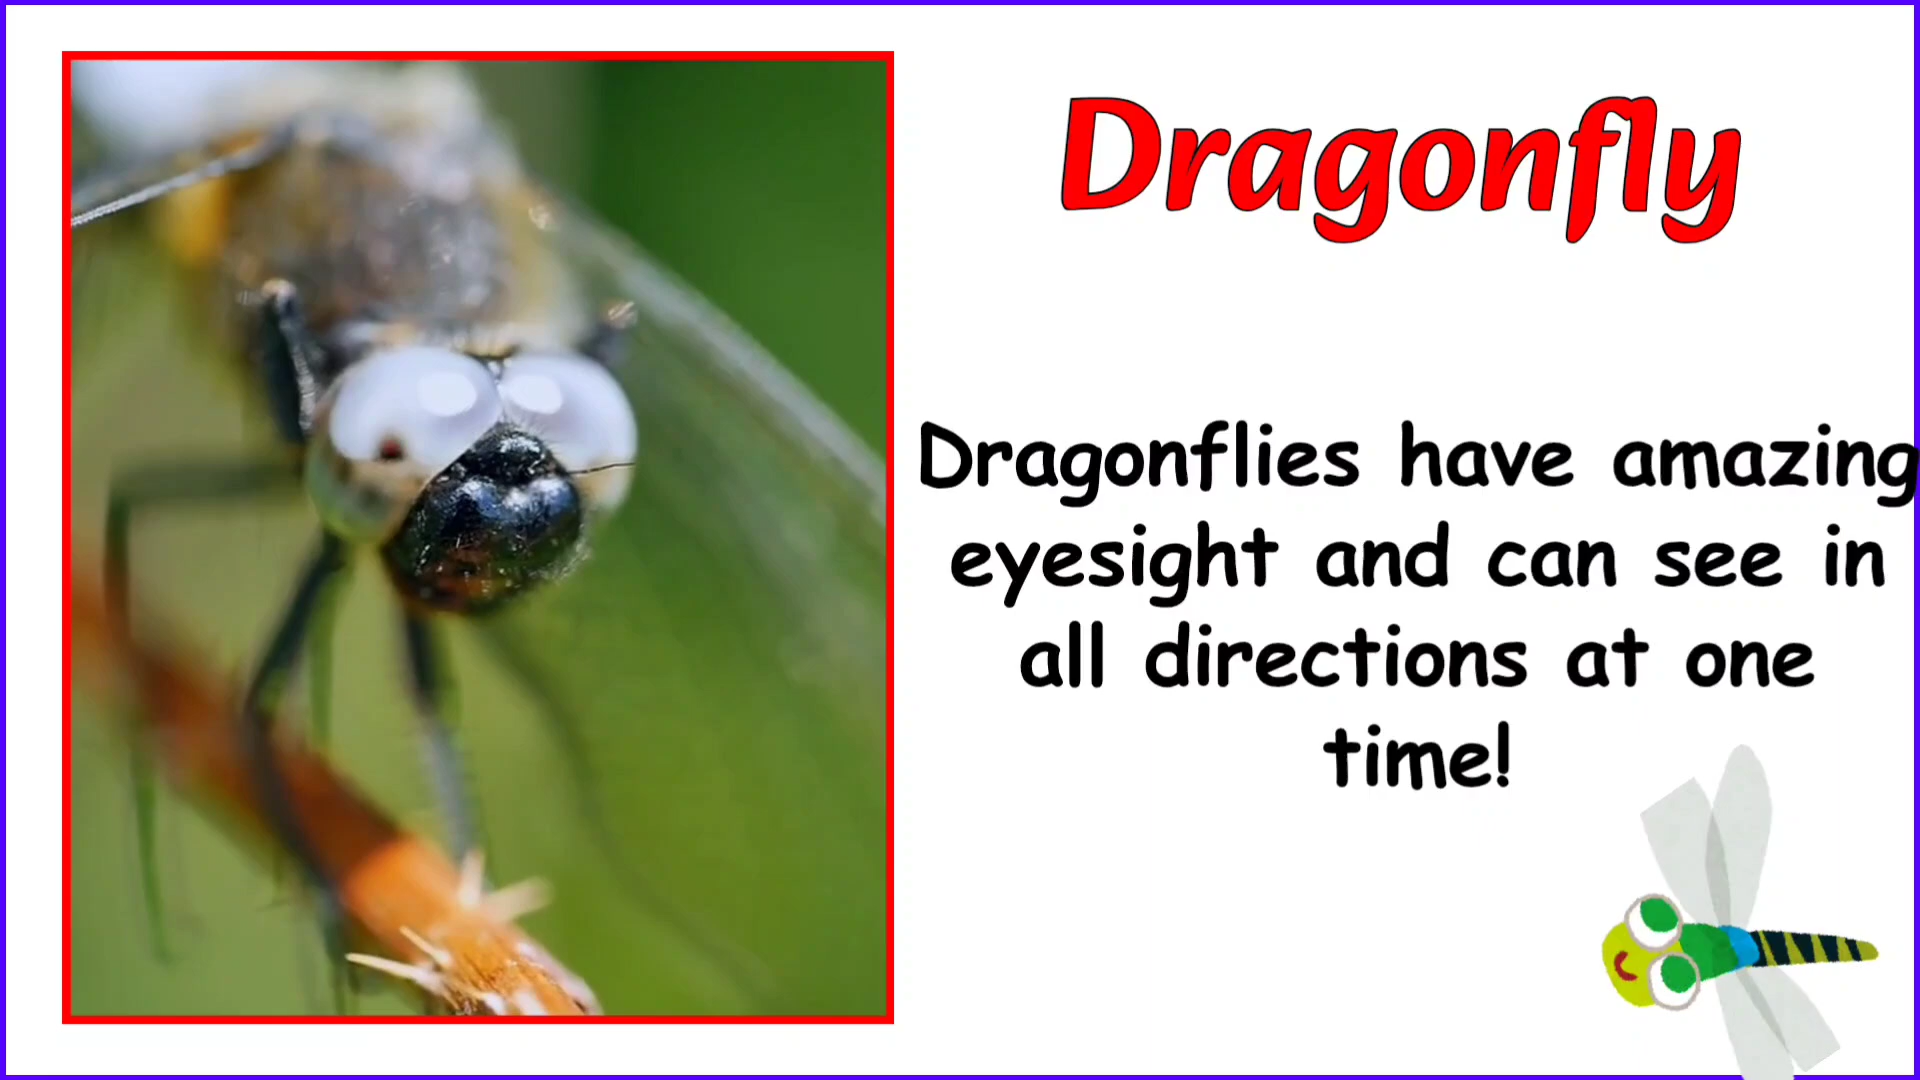 Dragonfly
Dragonflies have amazing
eyesight and can see in
all directions at one
time!